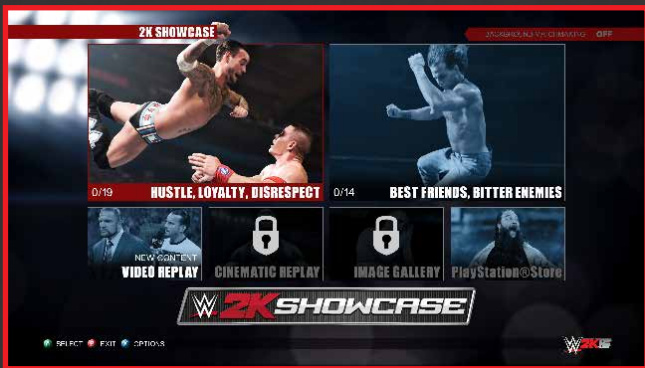 2K SHOWCASE
OFF
0/19 HUSTLE, LOYALTY, DISRESPECT
0/14 BEST FRIENDS, BITTER ENEMIES
NEW CONTENT
VIDEO REPLAY
CINEMATIC REPLAY
IMAGE GALLERY
PlayStation®Store
W 2K SHOWCASE
SELECT EXIT OPTIONS
W 2K15